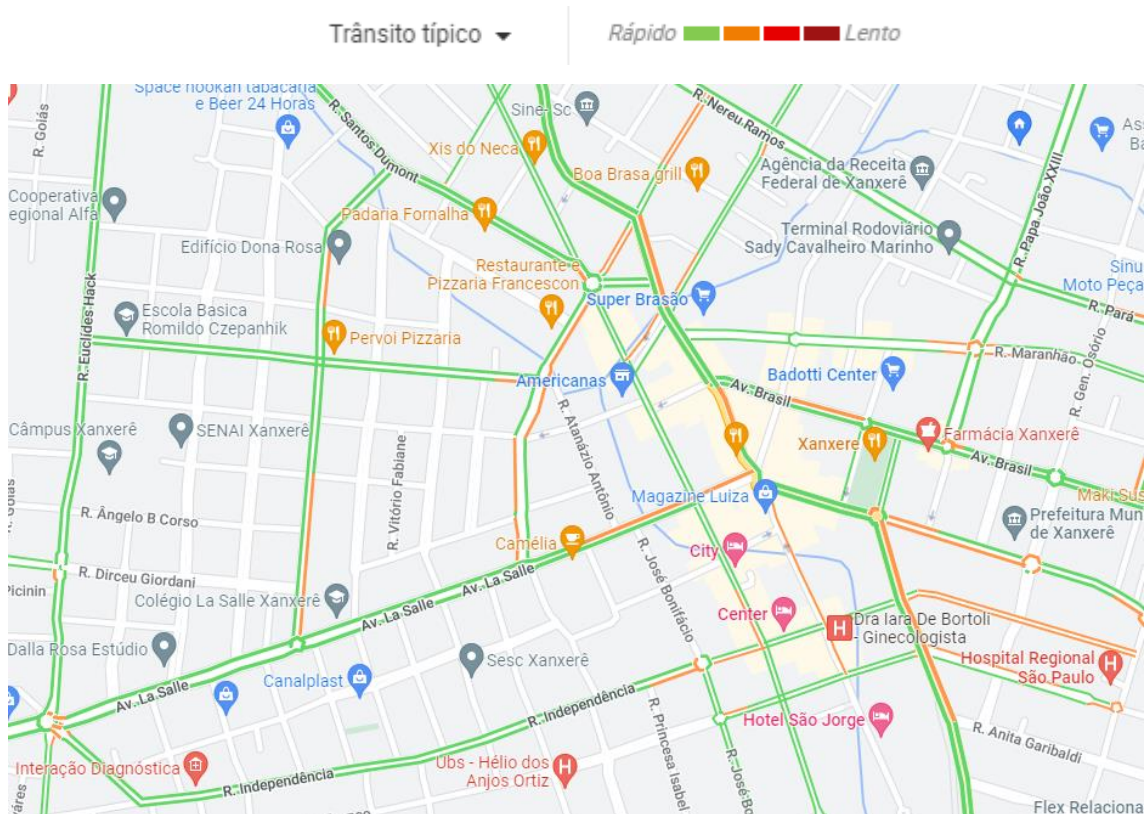 Trânsito típico
Rápido
Lento
Space hookah tabacaria
e Beer 24 Horas
R. Goiás
R. Santos Dumont
Sine- Sc
R. Nereu Ramos
Xis do Neca
Boa Brasa grill
Agência da Receita
Federal de Xanxerê
Cooperativa
egional Alfa
Padaria Fornalha
Terminal Rodoviário
Sady Cavalheiro Marinho
R. Papa João XXIII
Edifício Dona Rosa
Restaurante e
Pizzaria Francescon
Super Brasão
Sinu
Moto Peça
R. Pará
R. Euclídes Hack
Escola Basica
Romildo Czepanhik
Pervoi Pizzaria
R. Maranhão
R. Gen. Osório
Americanas
Badotti Center
Av. Brasil
R. Atanázio Antônio
Câmpus Xanxerê
SENAI Xanxerê
R. Vitório Fabiane
Xanxere
Farmácia Xanxerê
Av. Brasil
Magazine Luiza
Maki Sus
R. Ângelo B Corso
Prefeitura Mun
de Xanxerê
Camélia
City
R. José Bonifácio
R. Dirceu Giordani
Picinin
Av. La Salle
Av. La Salle
Colégio La Salle Xanxerê
Center
Dra Iara De Bortoli
- Ginecologista
Dalla Rosa Estúdio
Sesc Xanxerê
Hospital Regional
São Paulo
Canalplast
Av. La Salle
R. Independência
Hotel São Jorge
R. Anita Garibaldi
R. Princesa Isabel
R. José Bo
Interação Diagnóstica
R. Independência
Ubs - Hélio dos
Anjos Ortiz
Flex Relaciona